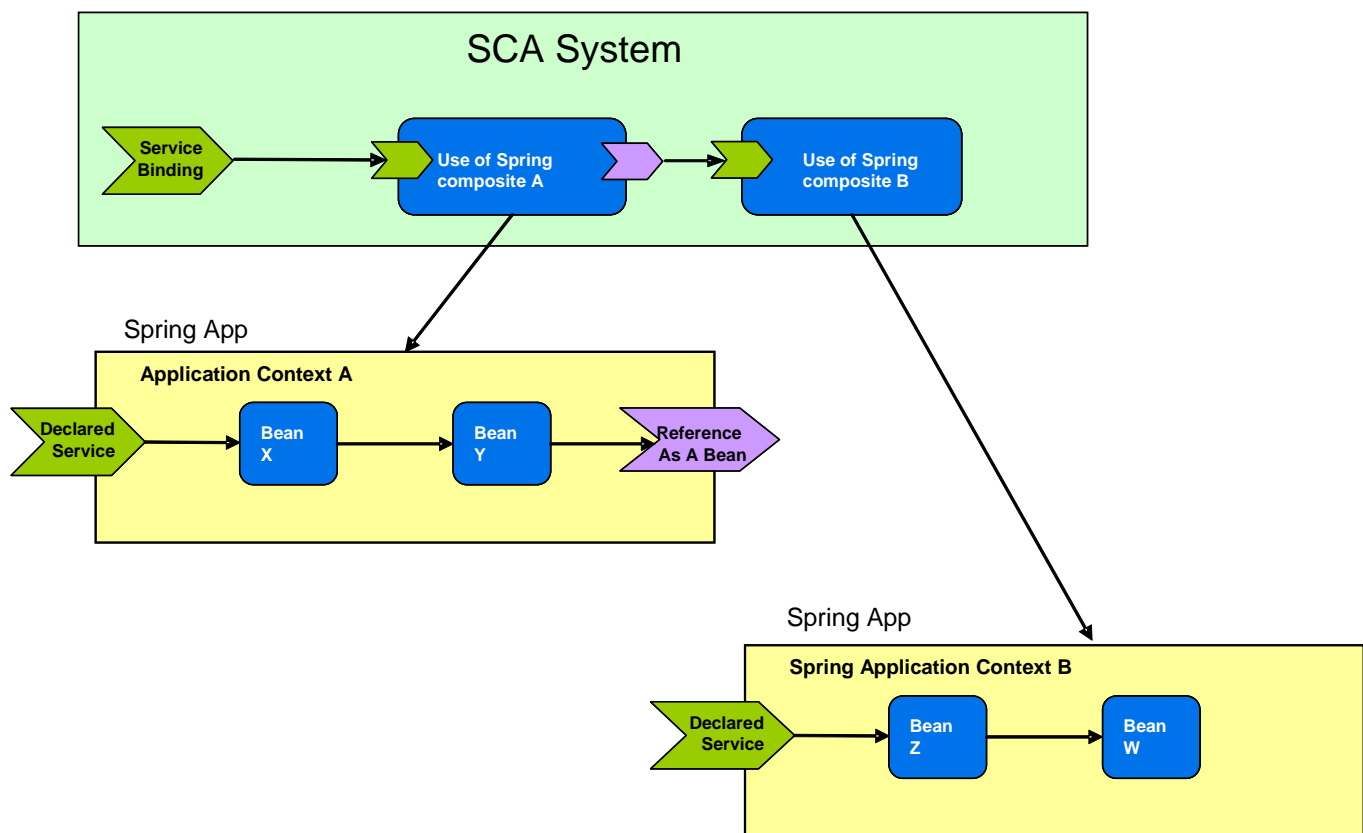 SCA System
Service
Binding
Use of Spring
composite A
Use of Spring
composite B
Spring App
Application Context A
Declared
Service
Bean
X
Bean
Y
Reference
As A Bean
Spring App
Spring Application Context B
Declared
Service
Bean
Z
Bean
W